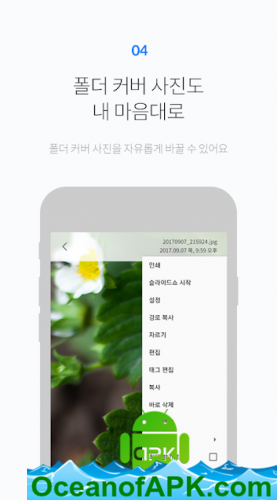 04
폴더 커버 사진도
내 마음대로
폴더 커버 사진을 자유롭게 바꿀 수 있어요
20170907_215924.jpg
2017.09.07 목, 9:59 오후
인쇄
슬라이드쇼 시작
설정
경로 복사
자르기
편집
태그 편집
복사
바로 삭제
APK
OceanofAPK.com